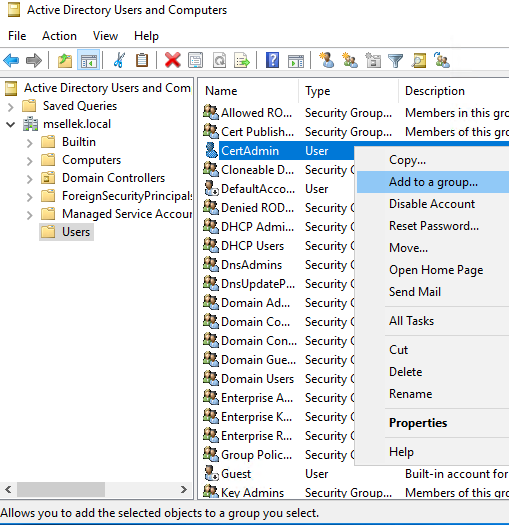 Active Directory Users and Computers
File Action View Help
Active Directory Users and Com
Saved Queries
msellek.local
Builtin
Computers
Domain Controllers
ForeignSecurityPrincipals
Managed Service Accour
Users
Name Type Description
Allowed RO... Security Group... Members in this gro
Cert Publish... Security Group... Members of this gro
CertAdmin User
Cloneable D... Security G
DefaultAcco... User
Denied ROD... Security G
DHCP Admi... Security G
DHCP Users Security G
DnsAdmins Security G
DnsUpdateP... Security G
Domain Ad... Security G
Domain Co... Security G
Domain Con... Security G
Domain Gue... Security G
Domain Users Security G
Enterprise A... Security G
Enterprise K... Security G
Enterprise R... Security G
Group Polic... Security G
Guest User Built-in account for
Key Admins Security Group... Members of this gro
Copy...
Add to a group...
Disable Account
Reset Password...
Move...
Open Home Page
Send Mail
All Tasks
Cut
Delete
Rename
Properties
Help
Allows you to add the selected objects to a group you select.